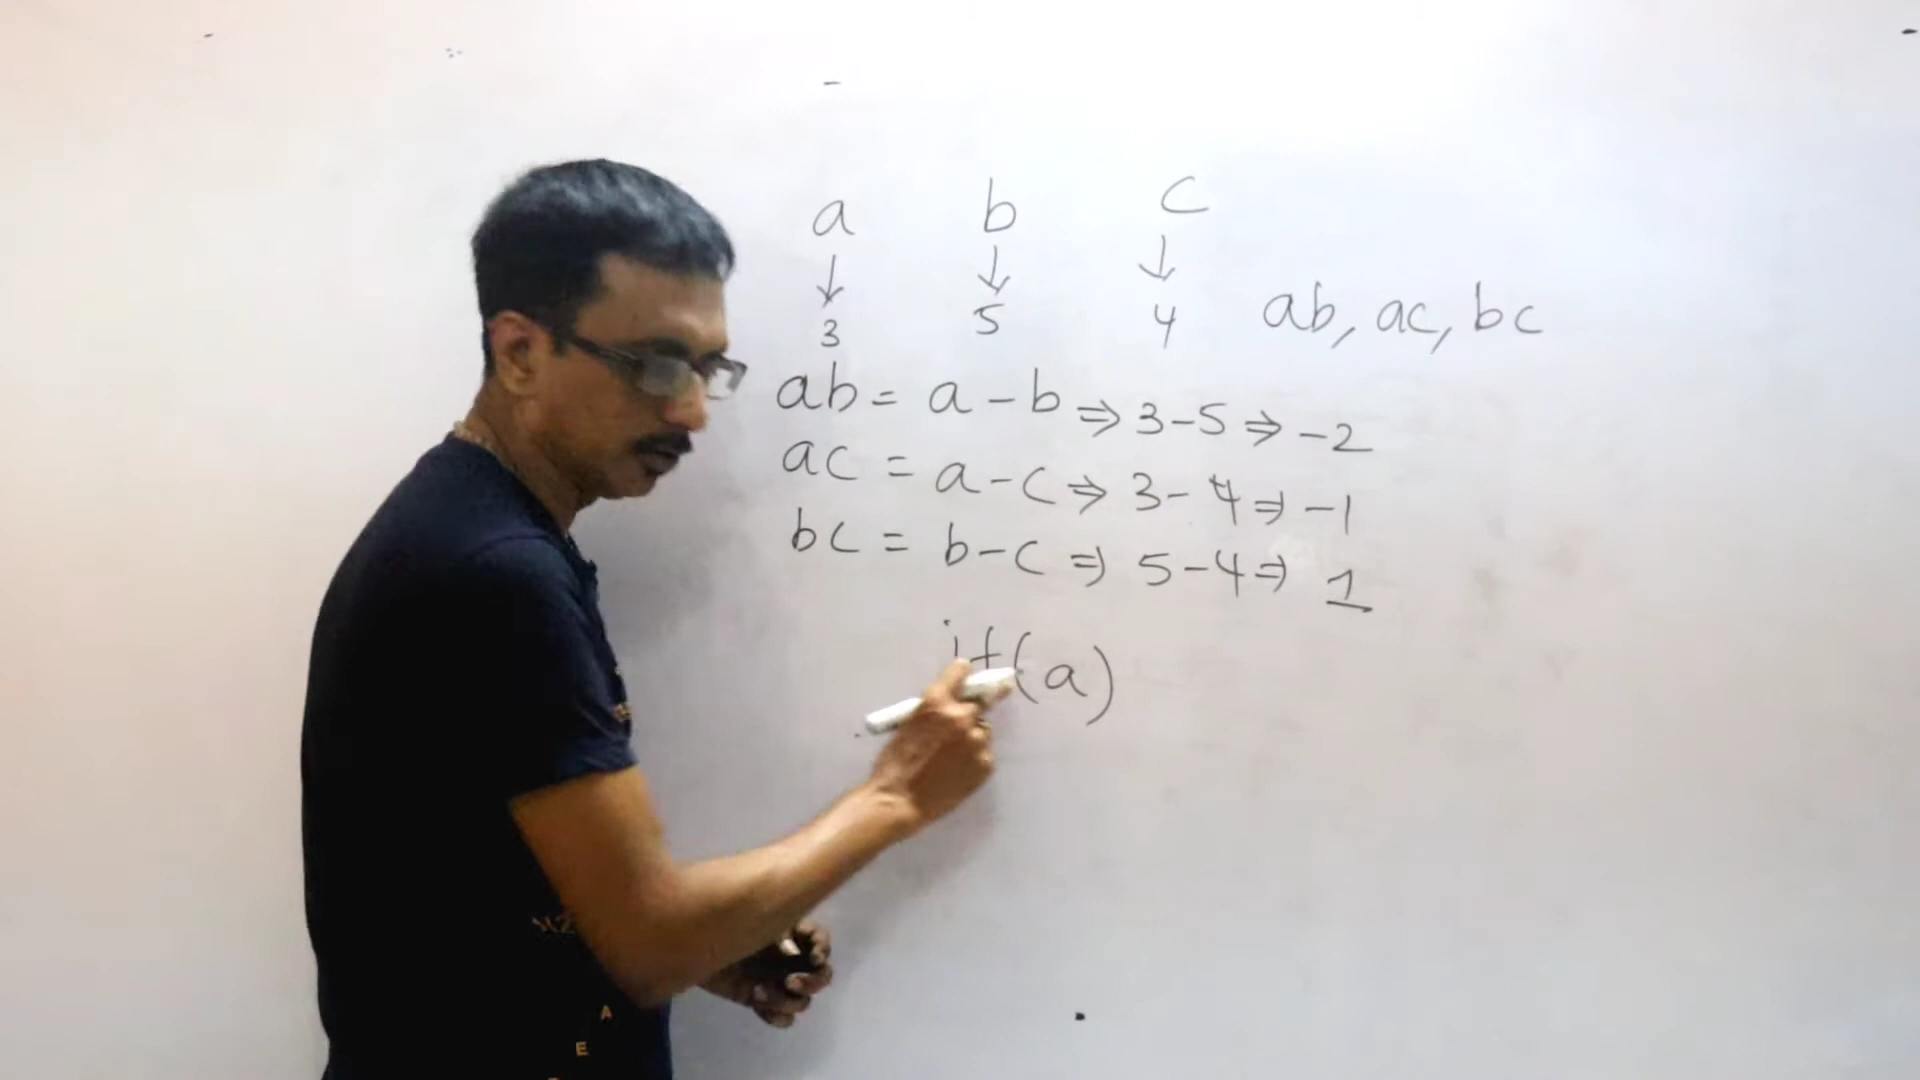 a b c
↓ ↓ ↓
3 5 4 ab, ac, bc
ab = a - b ⇒ 3-5 ⇒ -2
ac = a - c ⇒ 3-4 ⇒ -1
bc = b - c ⇒ 5-4 ⇒ 1
if(a)
A
E